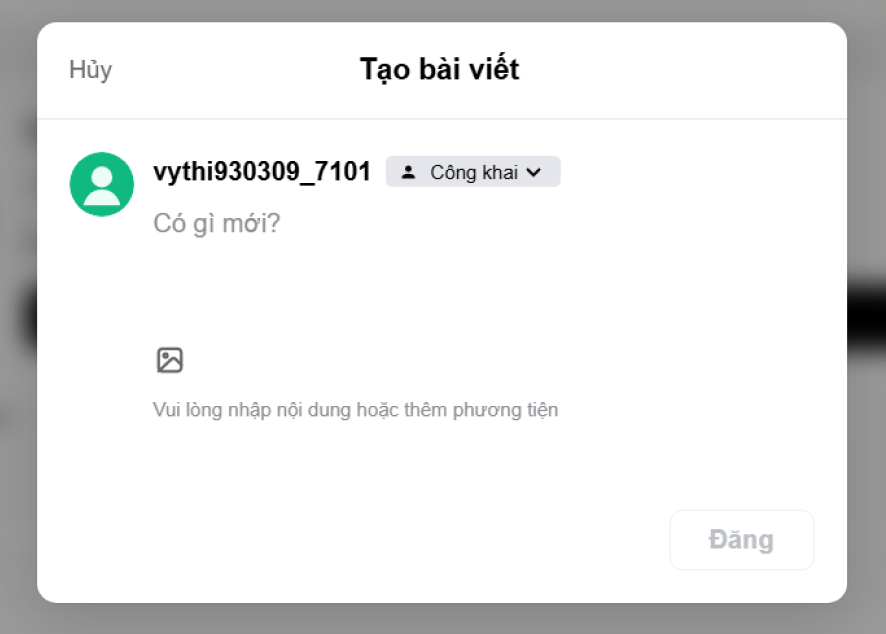 Hủy
Tạo bài viết
vythi930309_7101
Công khai
Có gì mới?
Vui lòng nhập nội dung hoặc thêm phương tiện
Đăng